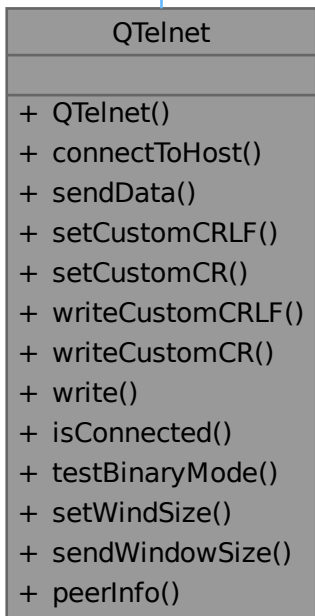 QTelnet
+ QTelnet()
+ connectToHost()
+ sendData()
+ setCustomCRLF()
+ setCustomCR()
+ writeCustomCRLF()
+ writeCustomCR()
+ write()
+ isConnected()
+ testBinaryMode()
+ setWindSize()
+ sendWindowSize()
+ peerInfo()